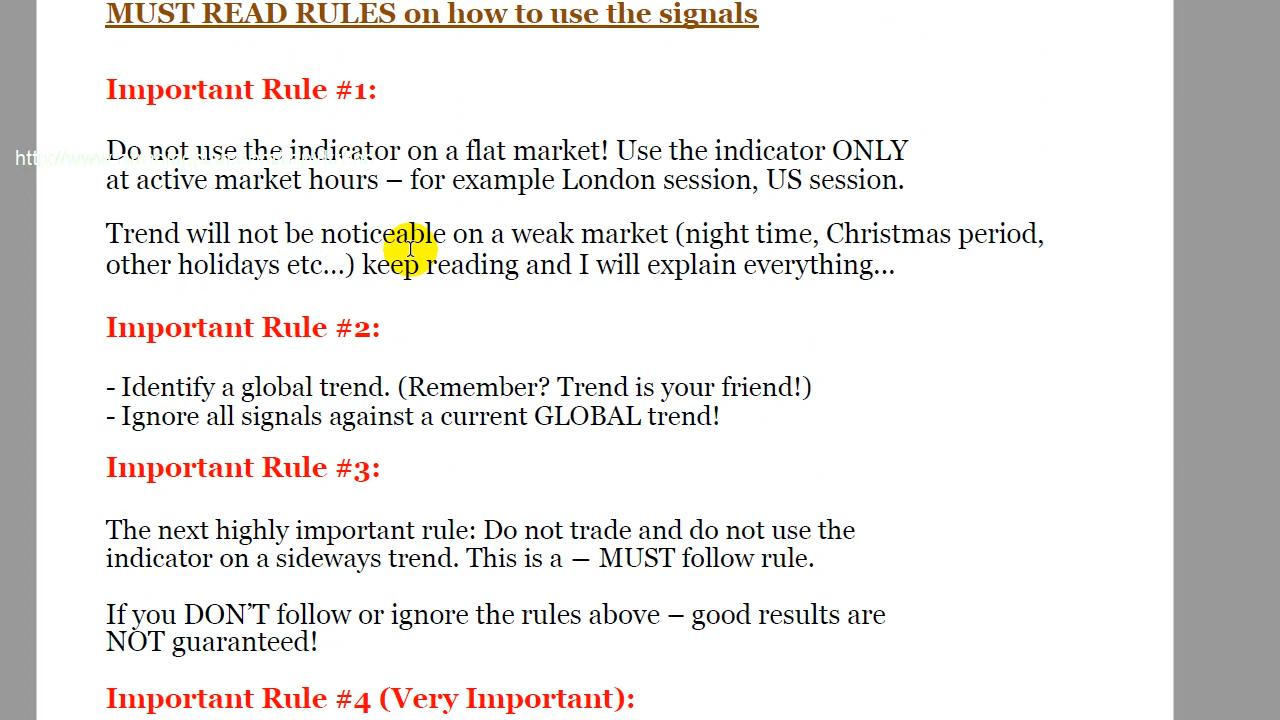 MUST READ RULES on how to use the signals
Important Rule #1:
Do not use the indicator on a flat market! Use the indicator ONLY
at active market hours – for example London session, US session.
Trend will not be noticeable on a weak market (night time, Christmas period,
other holidays etc...) keep reading and I will explain everything...
Important Rule #2:
- Identify a global trend. (Remember? Trend is your friend!)
- Ignore all signals against a current GLOBAL trend!
Important Rule #3:
The next highly important rule: Do not trade and do not use the
indicator on a sideways trend. This is a — MUST follow rule.
If you DON’T follow or ignore the rules above – good results are
NOT guaranteed!
Important Rule #4 (Very Important):